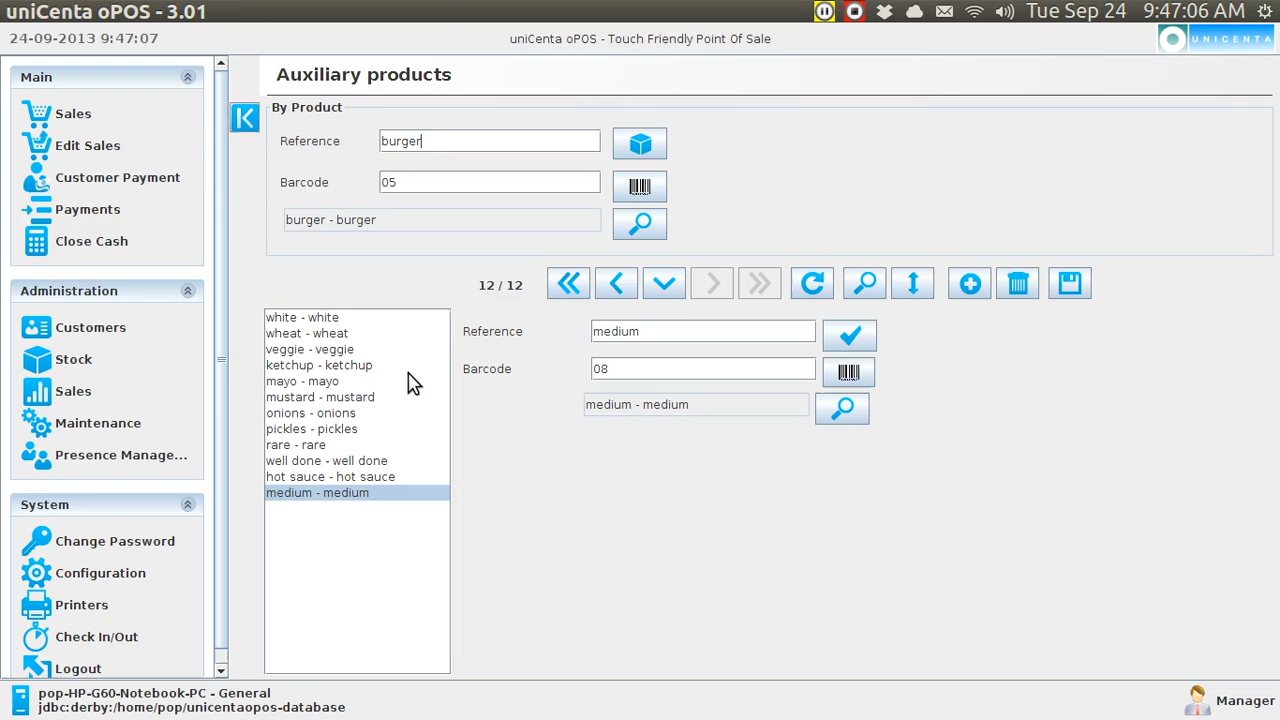 uniCenta oPOS - 3.01
Tue Sep 24
9:47:06 AM
24-09-2013 9:47:07
uniCenta oPOS - Touch Friendly Point Of Sale
UNICENTA
Main
Sales
Edit Sales
Customer Payment
Payments
Close Cash
Administration
Customers
Stock
Sales
Maintenance
Presence Manage...
System
Change Password
Configuration
Printers
Check In/Out
Logout
Auxiliary products
By Product
Reference
burger
Barcode
05
burger - burger
12 / 12
white - white
wheat - wheat
veggie - veggie
ketchup - ketchup
mayo - mayo
mustard - mustard
onions - onions
pickles - pickles
rare - rare
well done - well done
hot sauce - hot sauce
medium - medium
Reference
medium
Barcode
08
medium - medium
pop-HP-G60-Notebook-PC - General
jdbc:derby:/home/pop/unicentaopos-database
Manager